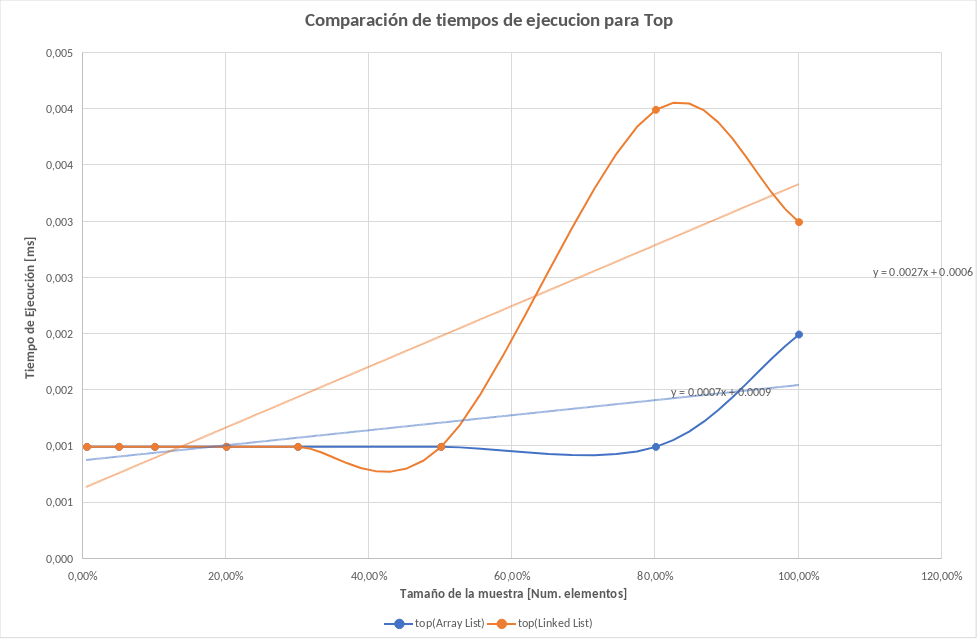 Comparación de tiempos de ejecucion para Top
0,005
0,004
0,004
0,003
0,003
0,002
0,002
0,001
0,001
0,000
Tiempo de Ejecución [ms]
y = 0.0027x + 0.0006
y = 0.0007x + 0.0009
0,00%
20,00%
40,00%
60,00%
80,00%
100,00%
120,00%
Tamaño de la muestra [Num. elementos]
top(Array List)
top(Linked List)